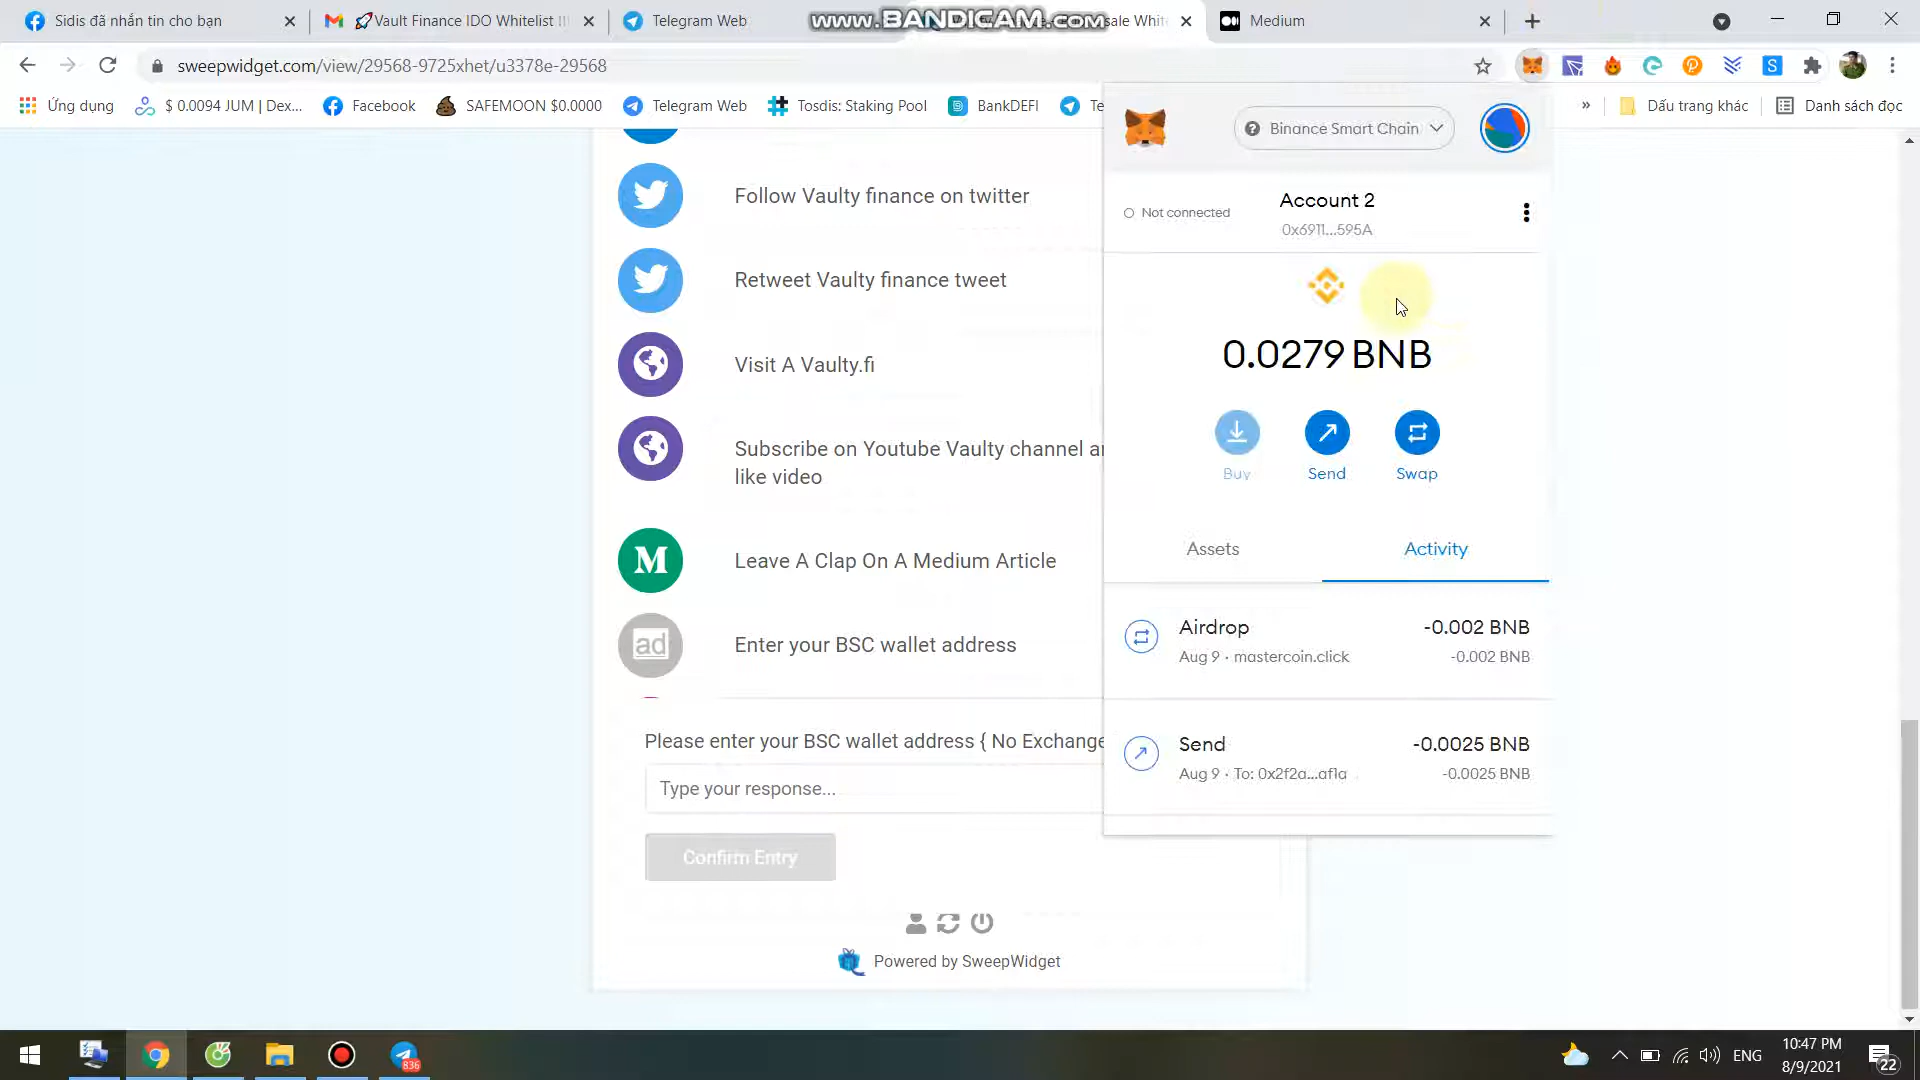 Sidis đã nhắn tin cho bạn
Vault Finance IDO Whitelist
Telegram Web
www.BANDICAM.com
sale Whit
Medium
sweepwidget.com/view/29568-9725xhet/u3378e-29568
Ứng dụng
$ 0.0094 JUM | Dex...
Facebook
SAFEMOON $0.0000
Telegram Web
Tosdis: Staking Pool
BankDEFI
Te
»
Dấu trang khác
Danh sách đọc
Binance Smart Chain
Not connected
Account 2
0x6911...595A
0.0279 BNB
Buy
Send
Swap
Assets
Activity
Airdrop
-0.002 BNB
Aug 9 · mastercoin.click
-0.002 BNB
Send
-0.0025 BNB
Aug 9 · To: 0x2f2a...af1a
-0.0025 BNB
Follow Vaulty finance on twitter
Retweet Vaulty finance tweet
Visit A Vaulty.fi
Subscribe on Youtube Vaulty channel
like video
M
Leave A Clap On A Medium Article
ad
Enter your BSC wallet address
Please enter your BSC wallet address { No Exchange
Type your response...
Confirm Entry
Powered by SweepWidget
836
ENG
10:47 PM
8/9/2021
22